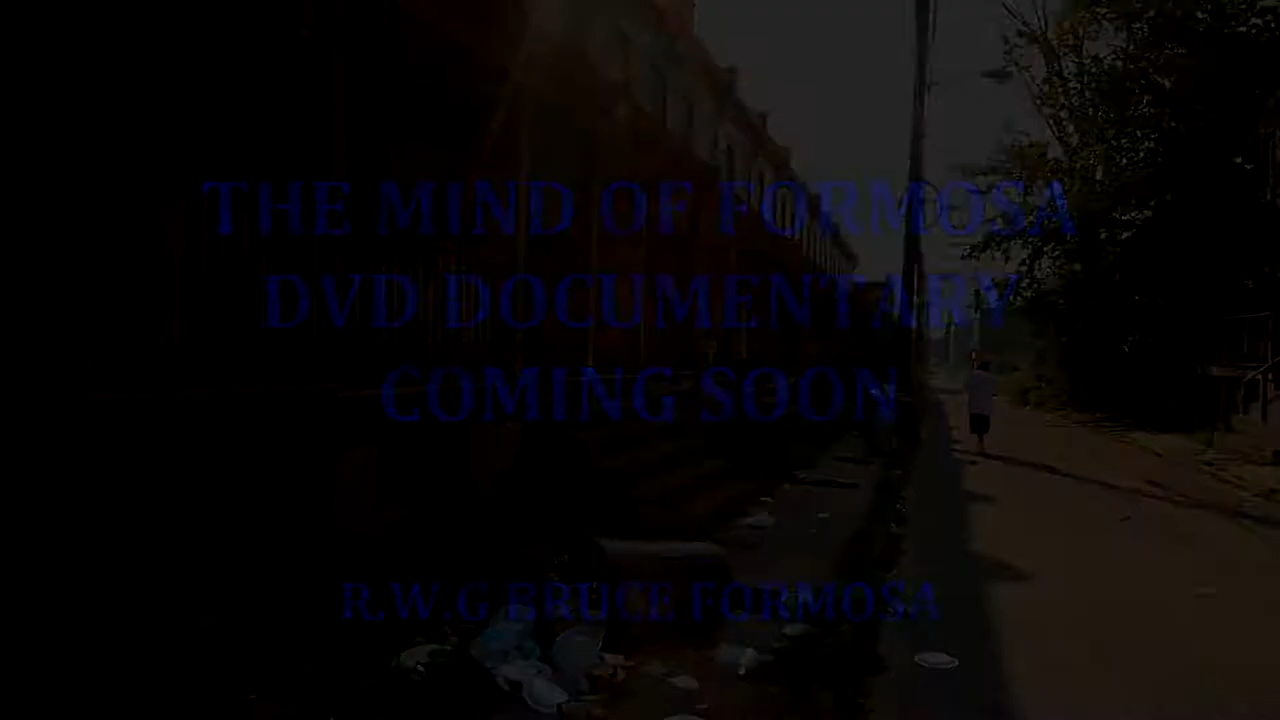 THE MIND OF FORMOSA
DVD DOCUMENTARY
COMING SOON
R.W.G BRUCE FORMOSA